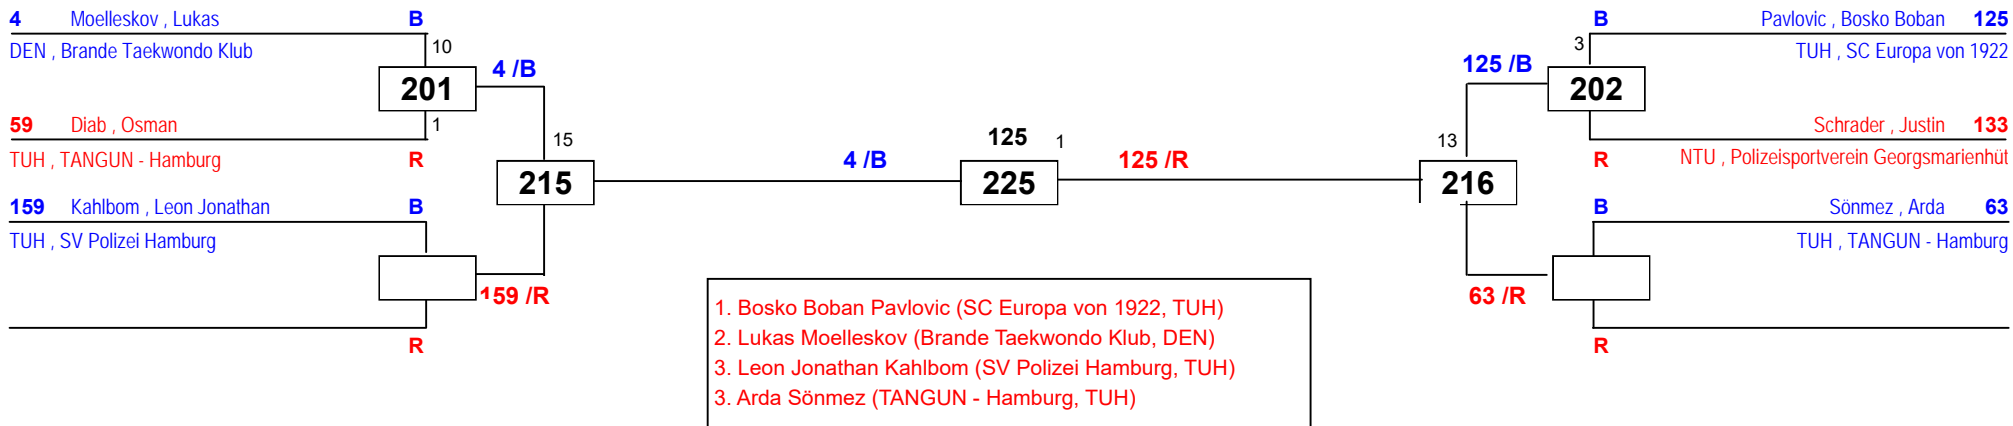 4 Moelleskov , Lukas B
DEN , Brande Taekwondo Klub
10
201
4 /B
59 Diab , Osman
1
TUH , TANGUN - Hamburg R
15
215
159 Kahlbom , Leon Jonathan B
TUH , SV Polizei Hamburg
159 /R
R
4 /B
125 1
225
125 /R
B Pavlovic , Bosko Boban 125
3
TUH , SC Europa von 1922
125 /B
202
Schrader , Justin 133
R NTU , Polizeisportverein Georgsmarienhüt
13
216
B Sönmez , Arda 63
TUH , TANGUN - Hamburg
63 /R
R
1. Bosko Boban Pavlovic (SC Europa von 1922, TUH)
2. Lukas Moelleskov (Brande Taekwondo Klub, DEN)
3. Leon Jonathan Kahlbom (SV Polizei Hamburg, TUH)
3. Arda Sönmez (TANGUN - Hamburg, TUH)